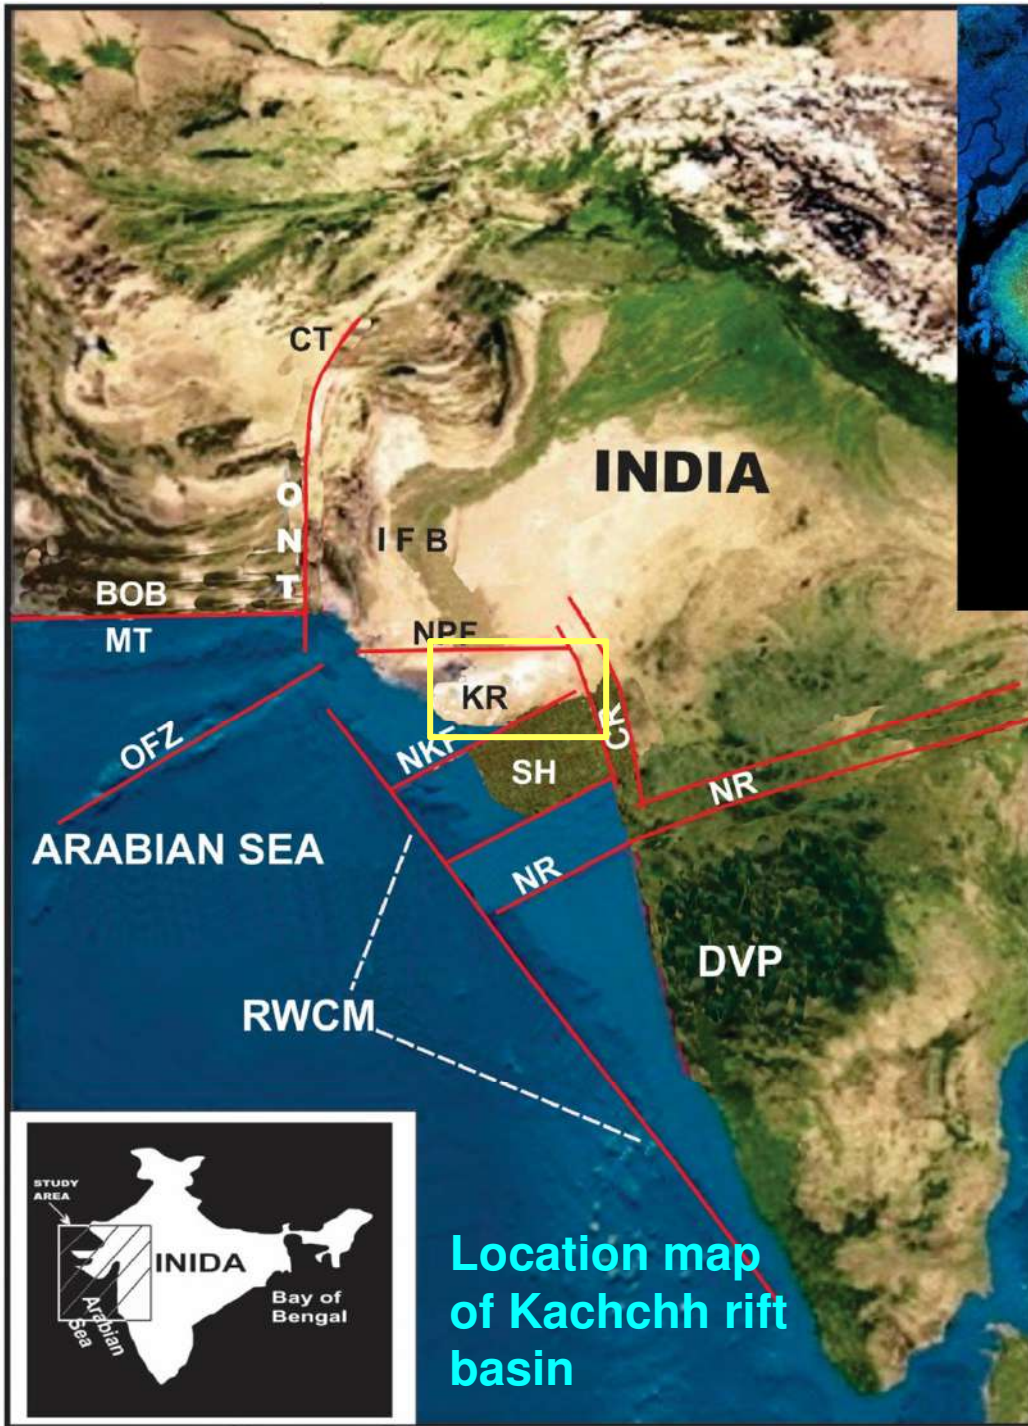 CT
INDIA
O
N
T
I F B
BOB
MT
NPF
KR
OFZ
NKF
SH
CR
NR
ARABIAN SEA
NR
DVP
RWCM
STUDY
AREA
INIDA
Arabian
Sea
Bay of
Bengal
Location map
of Kachchh rift
basin